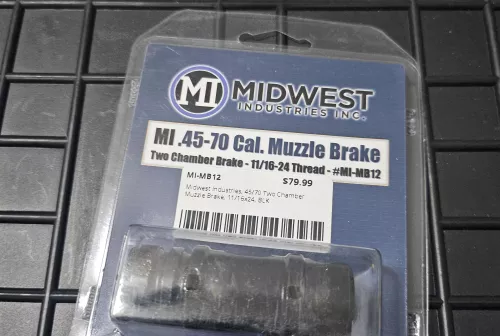 MI MIDWEST
INDUSTRIES INC.
MI .45-70 Cal. Muzzle Brake
Two Chamber Brake - 11/16-24 Thread - #MI-MB12
MI-MB12 $79.99
Midwest Industries, 45/70 Two Chamber
Muzzle Brake, 11/16x24, BLK